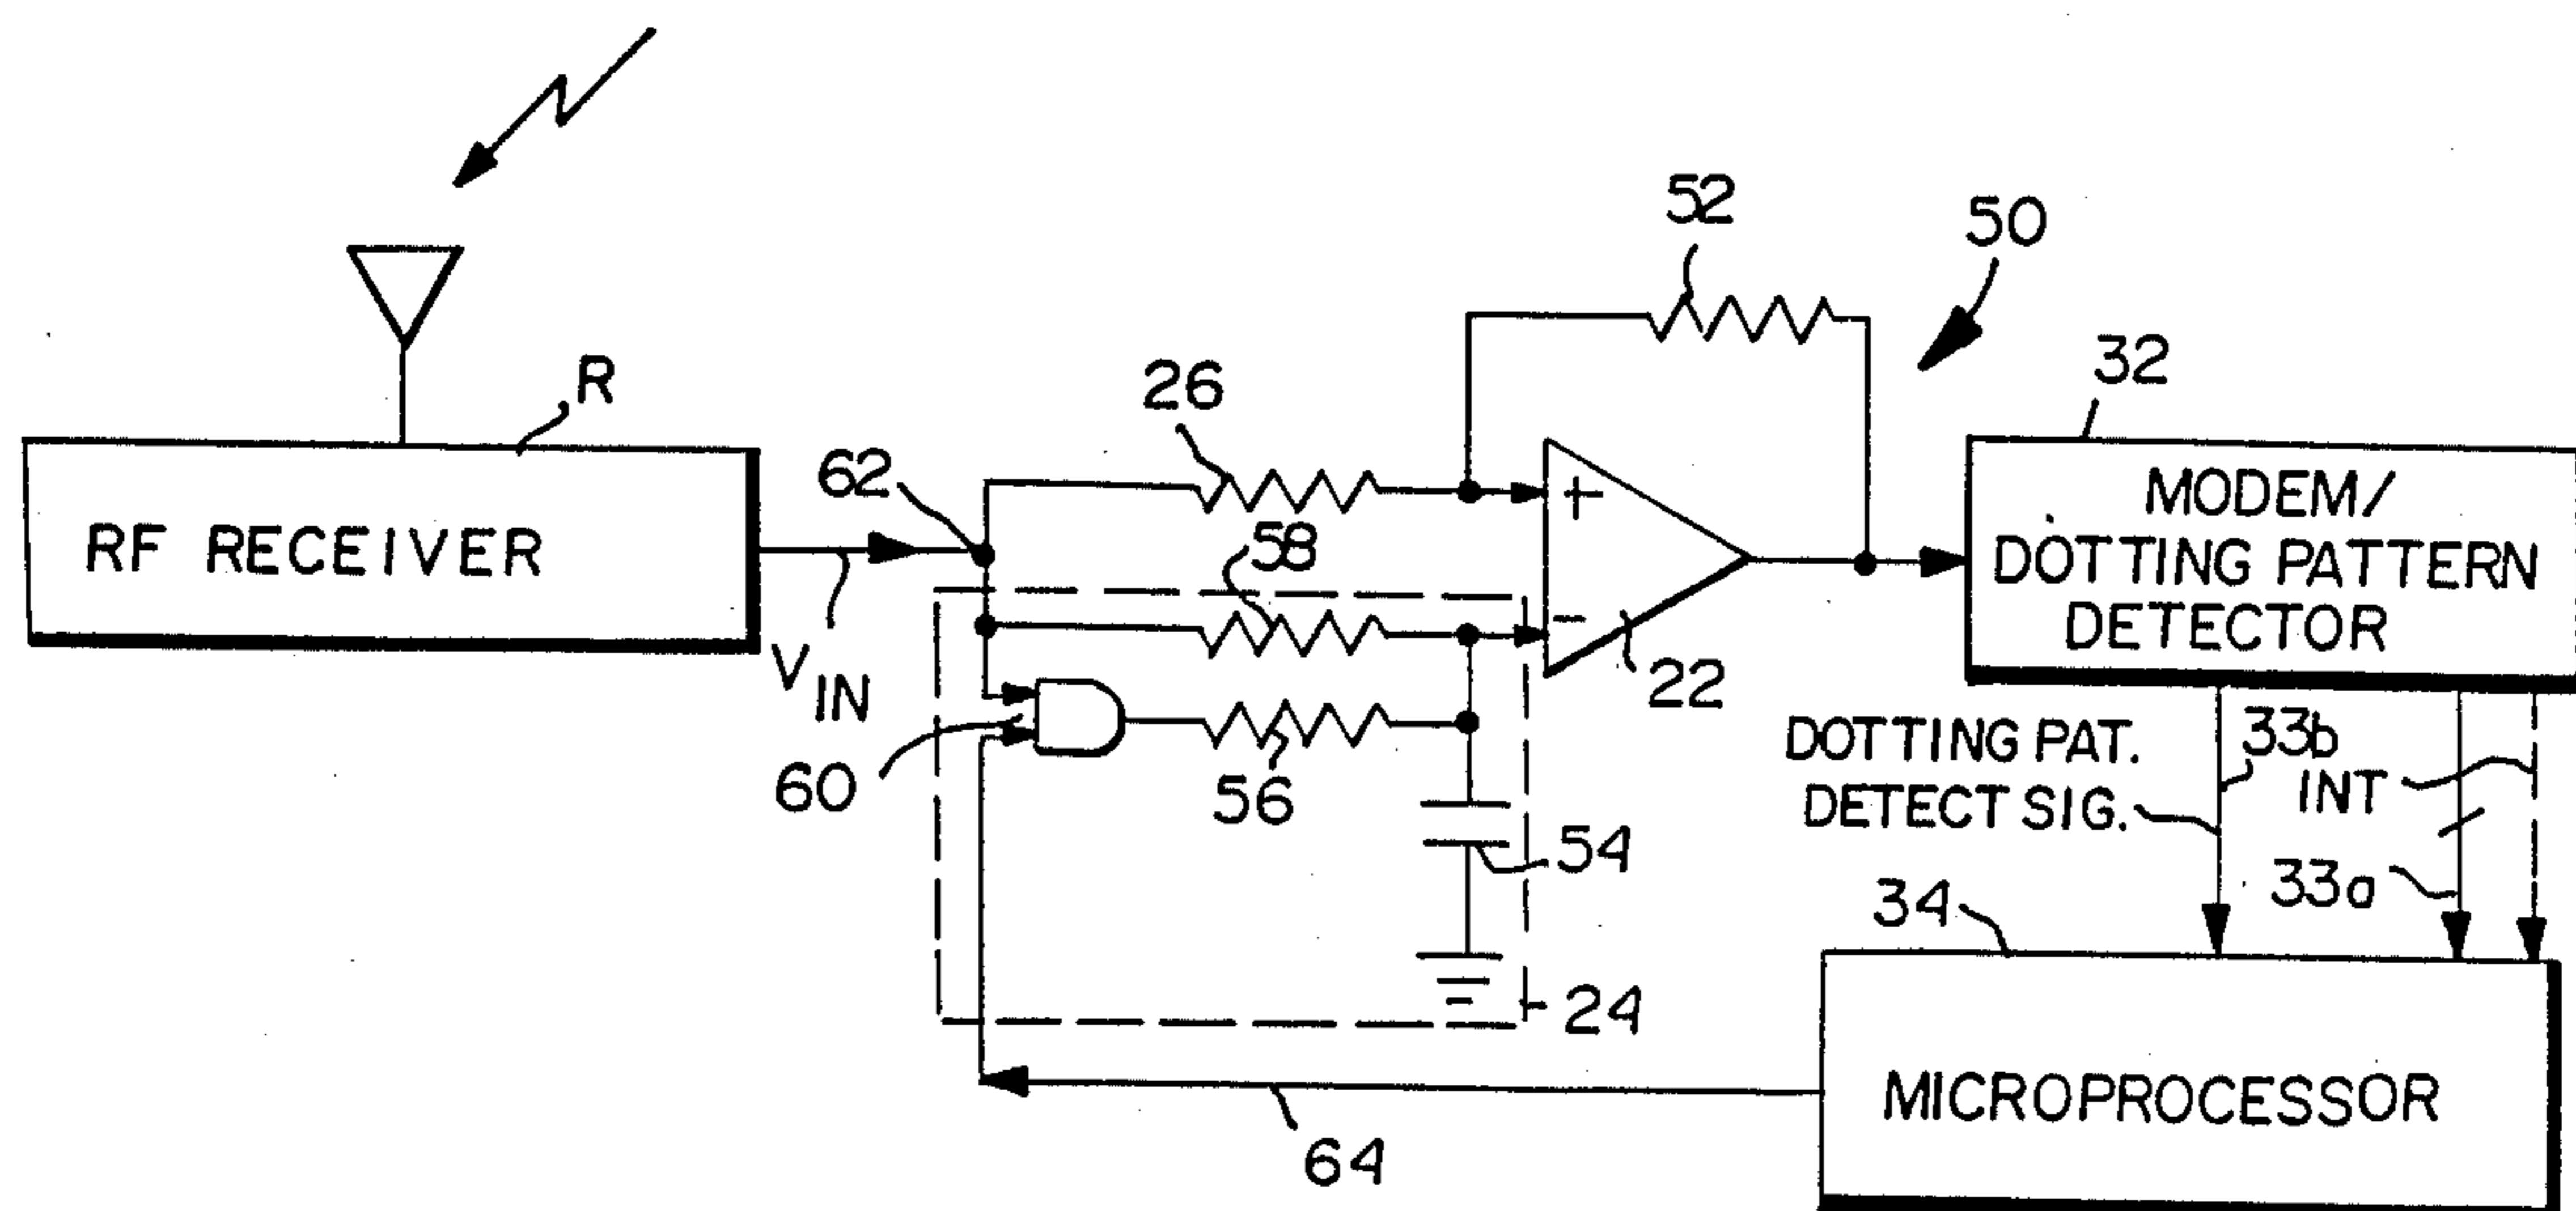 52
50
32
26
R
62
RF RECEIVER
58
+
-
22
MODEM/
DOTTING PATTERN
DETECTOR
VIN
60
56
54
24
DOTTING PAT.
DETECT SIG.
33b
INT
33a
34
MICROPROCESSOR
64